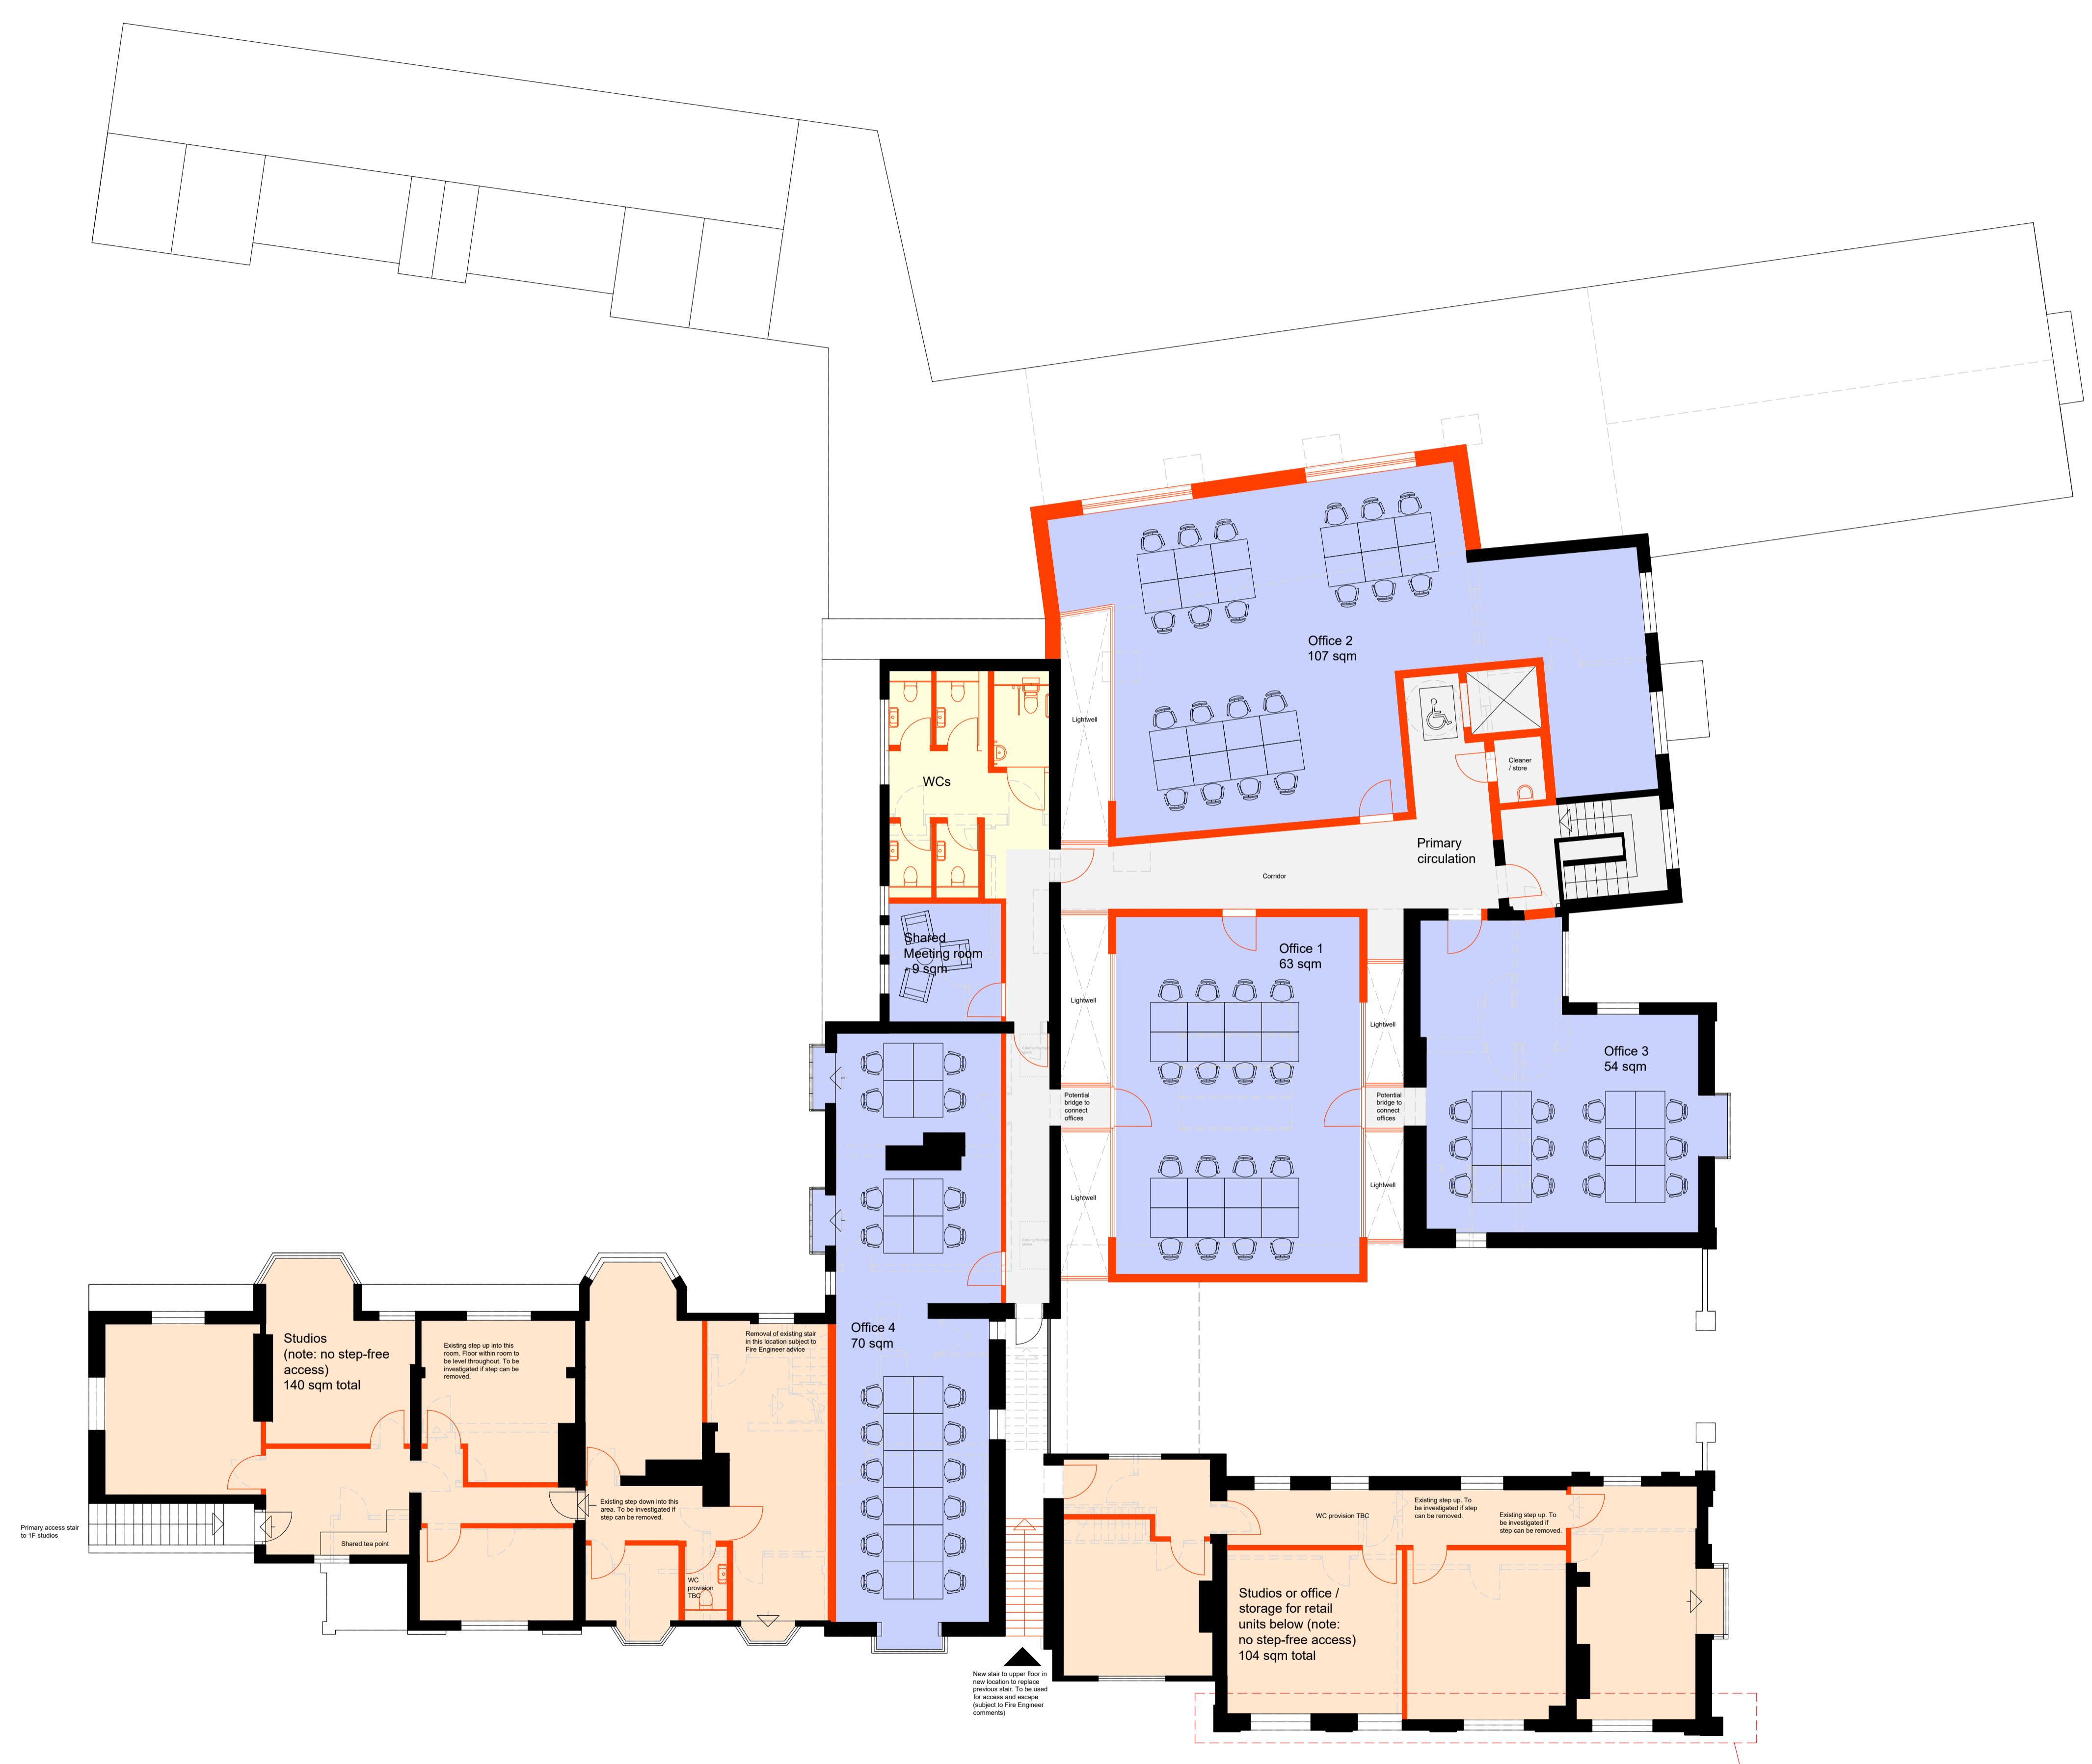 Office 2
107 sqm
Lightwell
WCs
Cleaner
/ store
Primary
circulation
Corridor
Shared
Meeting room
- 9 sqm
Office 1
63 sqm
Lightwell
Lightwell
Office 3
54 sqm
Potential
bridge to
connect
offices
Potential
bridge to
connect
offices
Lightwell
Lightwell
Office 4
70 sqm
Studios
(note: no step-free
access)
140 sqm total
Existing step up into this
room. Floor within room to
be level throughout. To be
investigated if step can be
removed.
Removal of existing stair
in this location subject to
Fire Engineer advice
Existing step down into this
area. To be investigated if
step can be removed.
Primary access stair
to 1F studios
Shared tea point
WC
provision
TBC
WC provision TBC
Existing step up. To
be investigated if step
can be removed.
Existing step up. To
be investigated if
step can be removed.
Studios or office /
storage for retail
units below (note:
no step-free access)
104 sqm total
New stair to upper floor in
new location to replace
previous stair. To be used
for access and escape
(subject to Fire Engineer
comments)